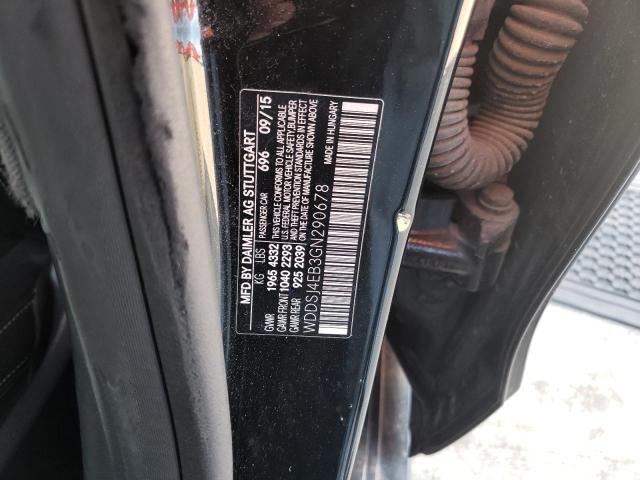 MFD BY DAIMLER AG STUTTGART
KG LBS PASSENGER CAR 696 09/15
GAWR 1965 4332 THIS VEHICLE CONFORMS TO ALL APPLICABLE
GAWR FRONT 1040 2293 U.S. FEDERAL MOTOR VEHICLE SAFETY, BUMPER
GAWR REAR 925 2039 AND THEFT PREVENTION STANDARDS IN EFFECT
ON THE DATE OF MANUFACTURE SHOWN ABOVE
WDDSJ4EB3GN290678 MADE IN HUNGARY